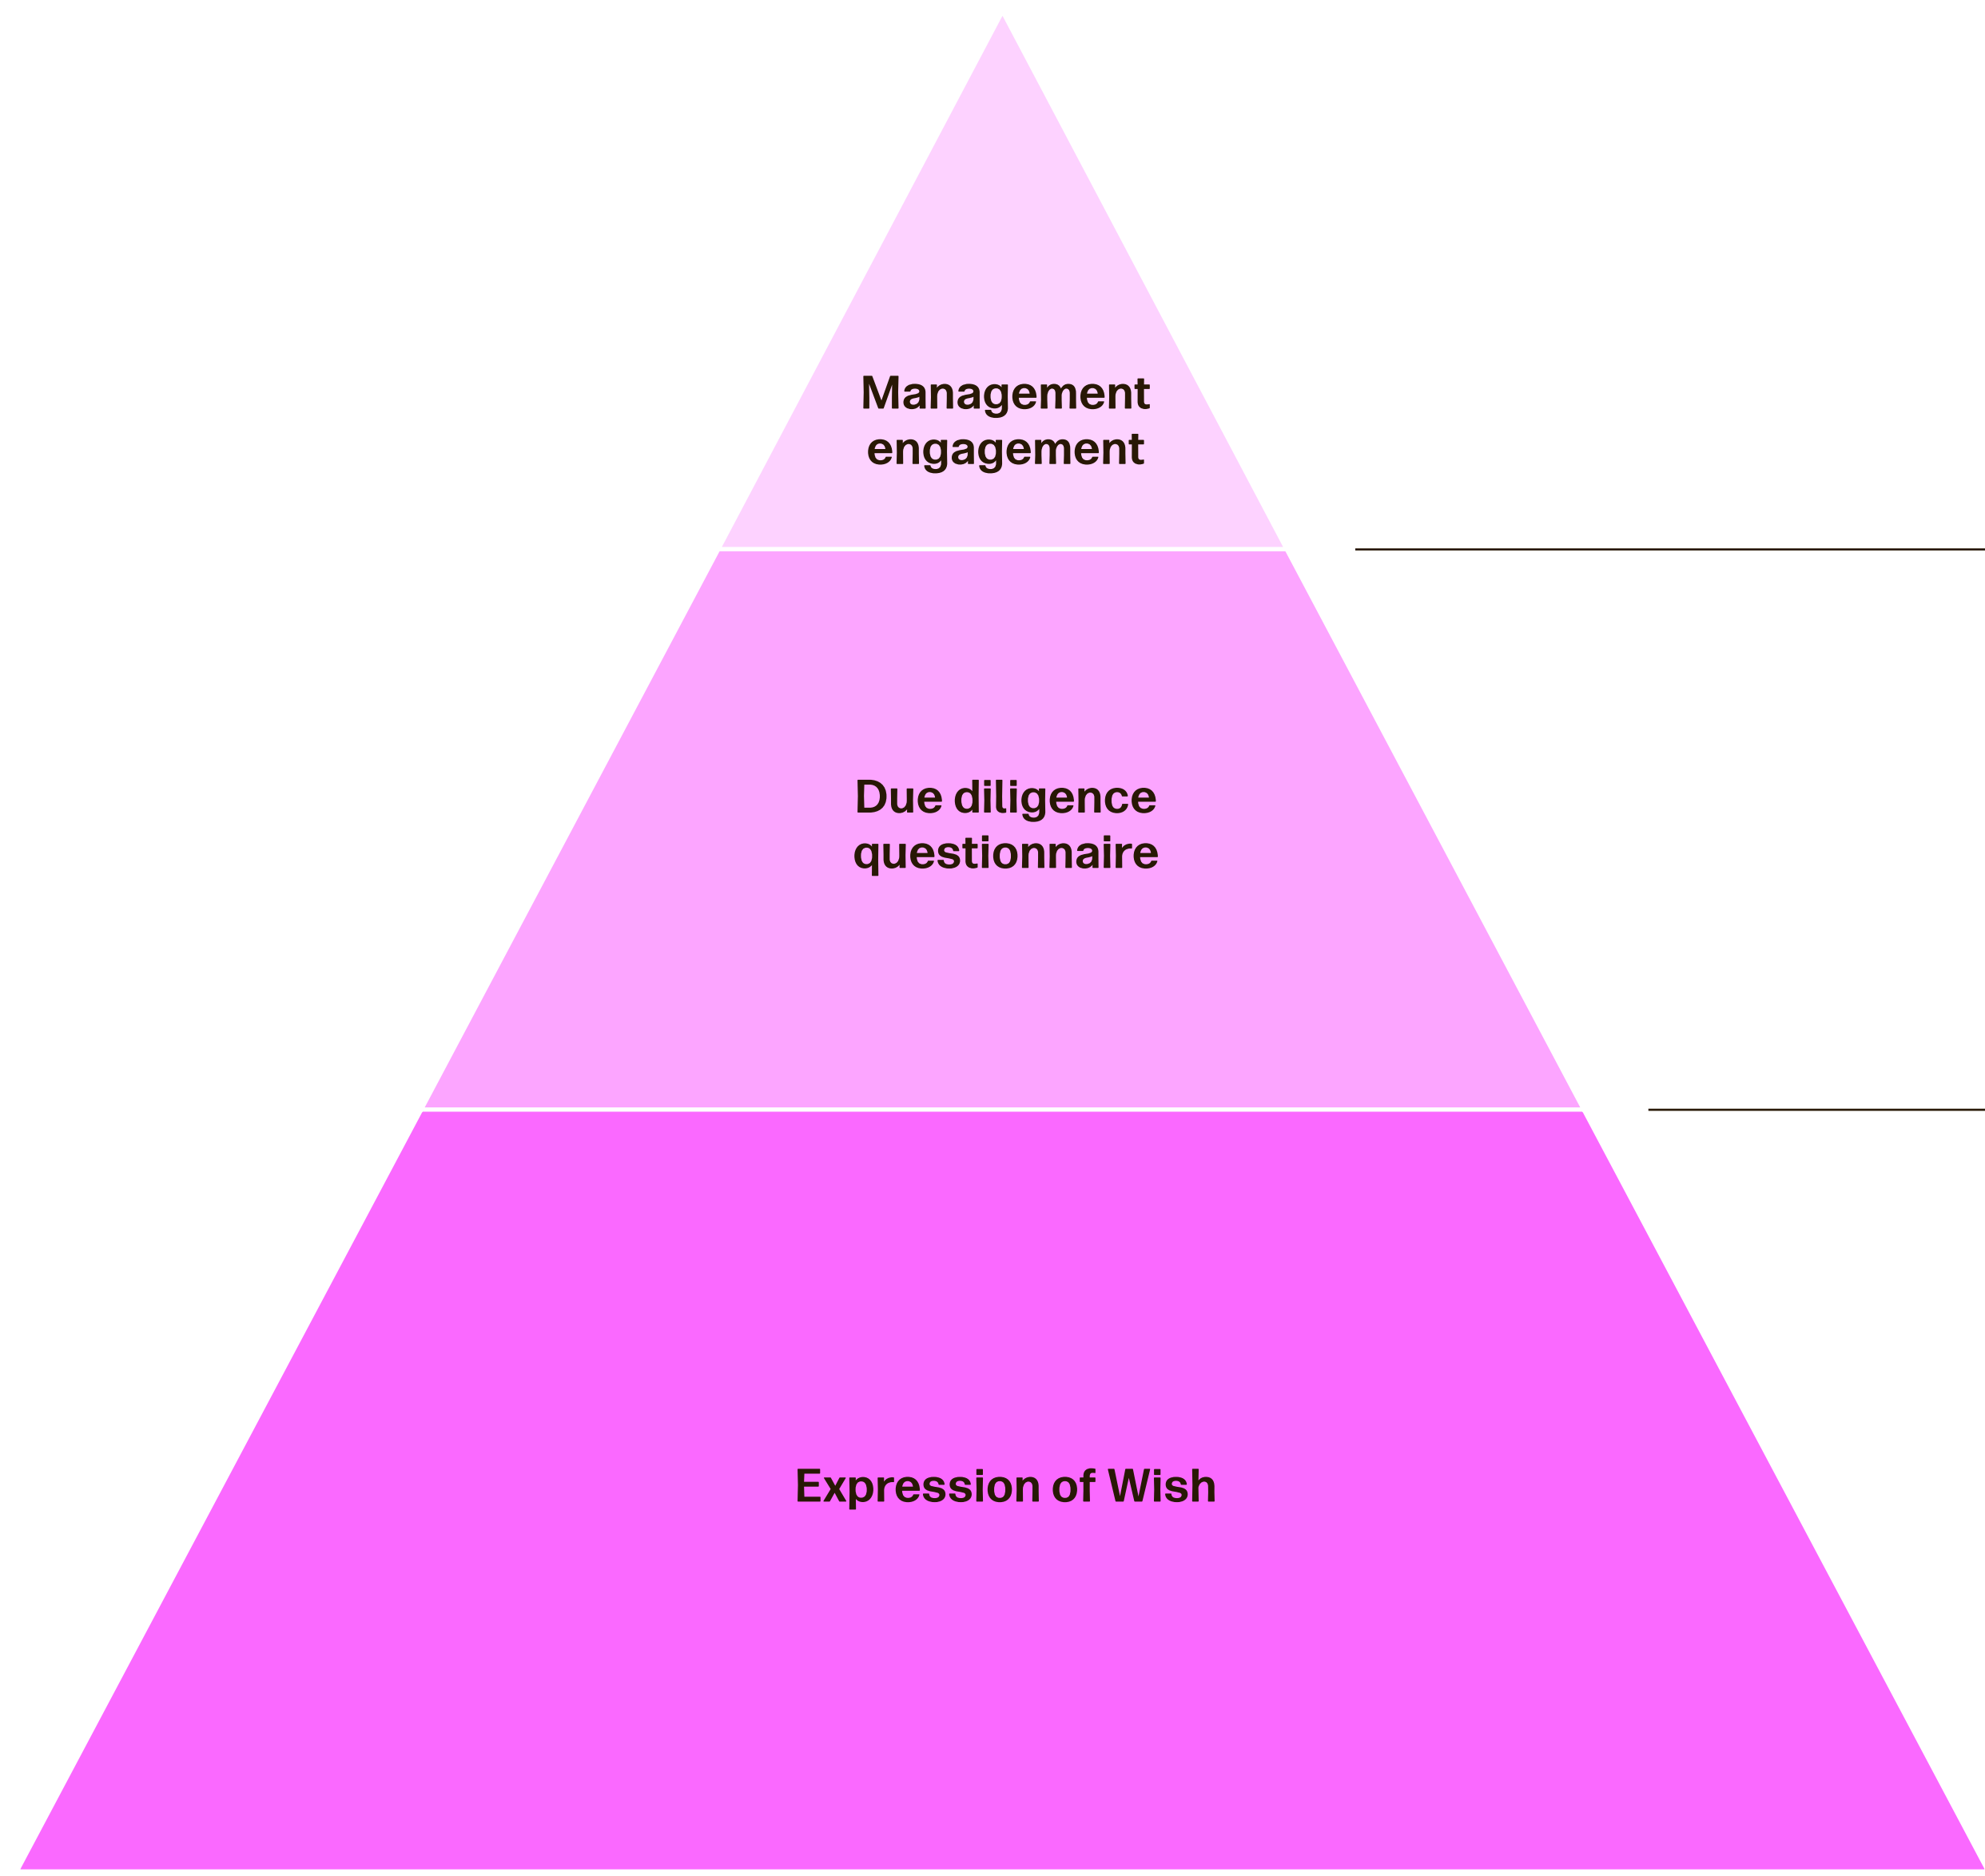 Management
engagement
Due diligence
questionnaire
Expression of Wish